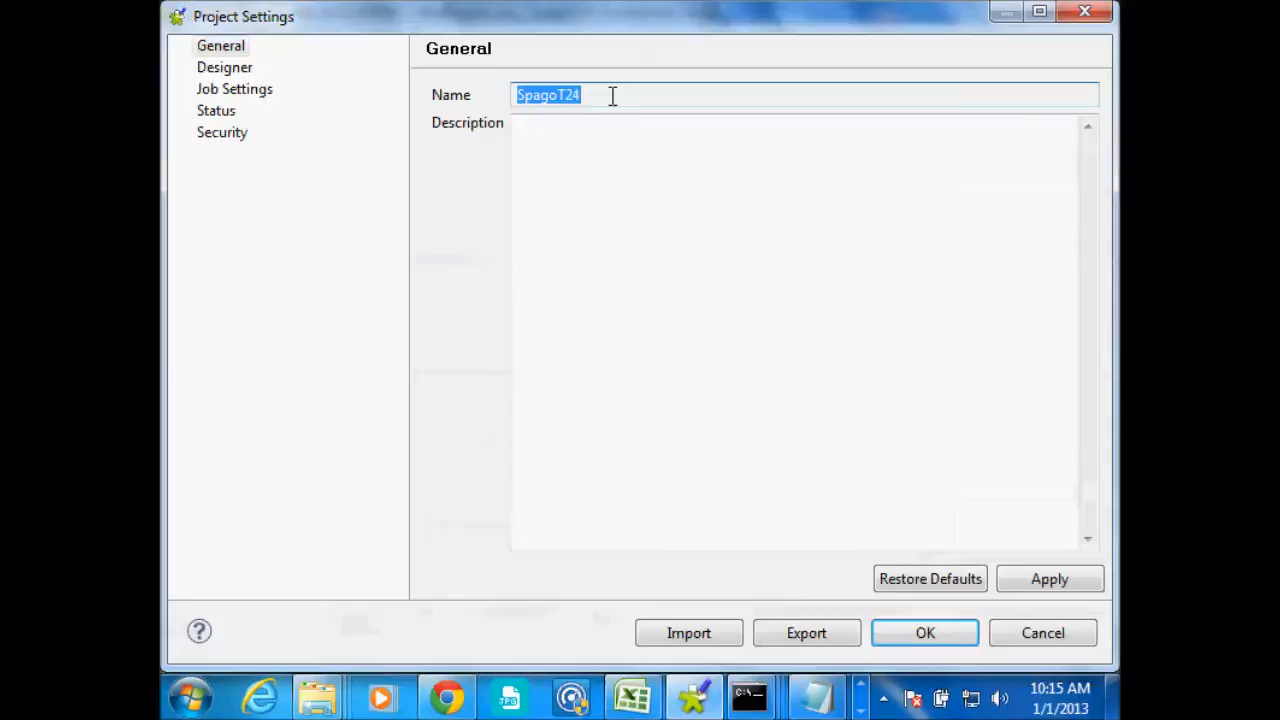 Project Settings
General
Designer
Job Settings
Status
Security
General
Name
SpagoT24
Description
Restore Defaults
Apply
Import
Export
OK
Cancel
JPG
C:\
10:15 AM
1/1/2013